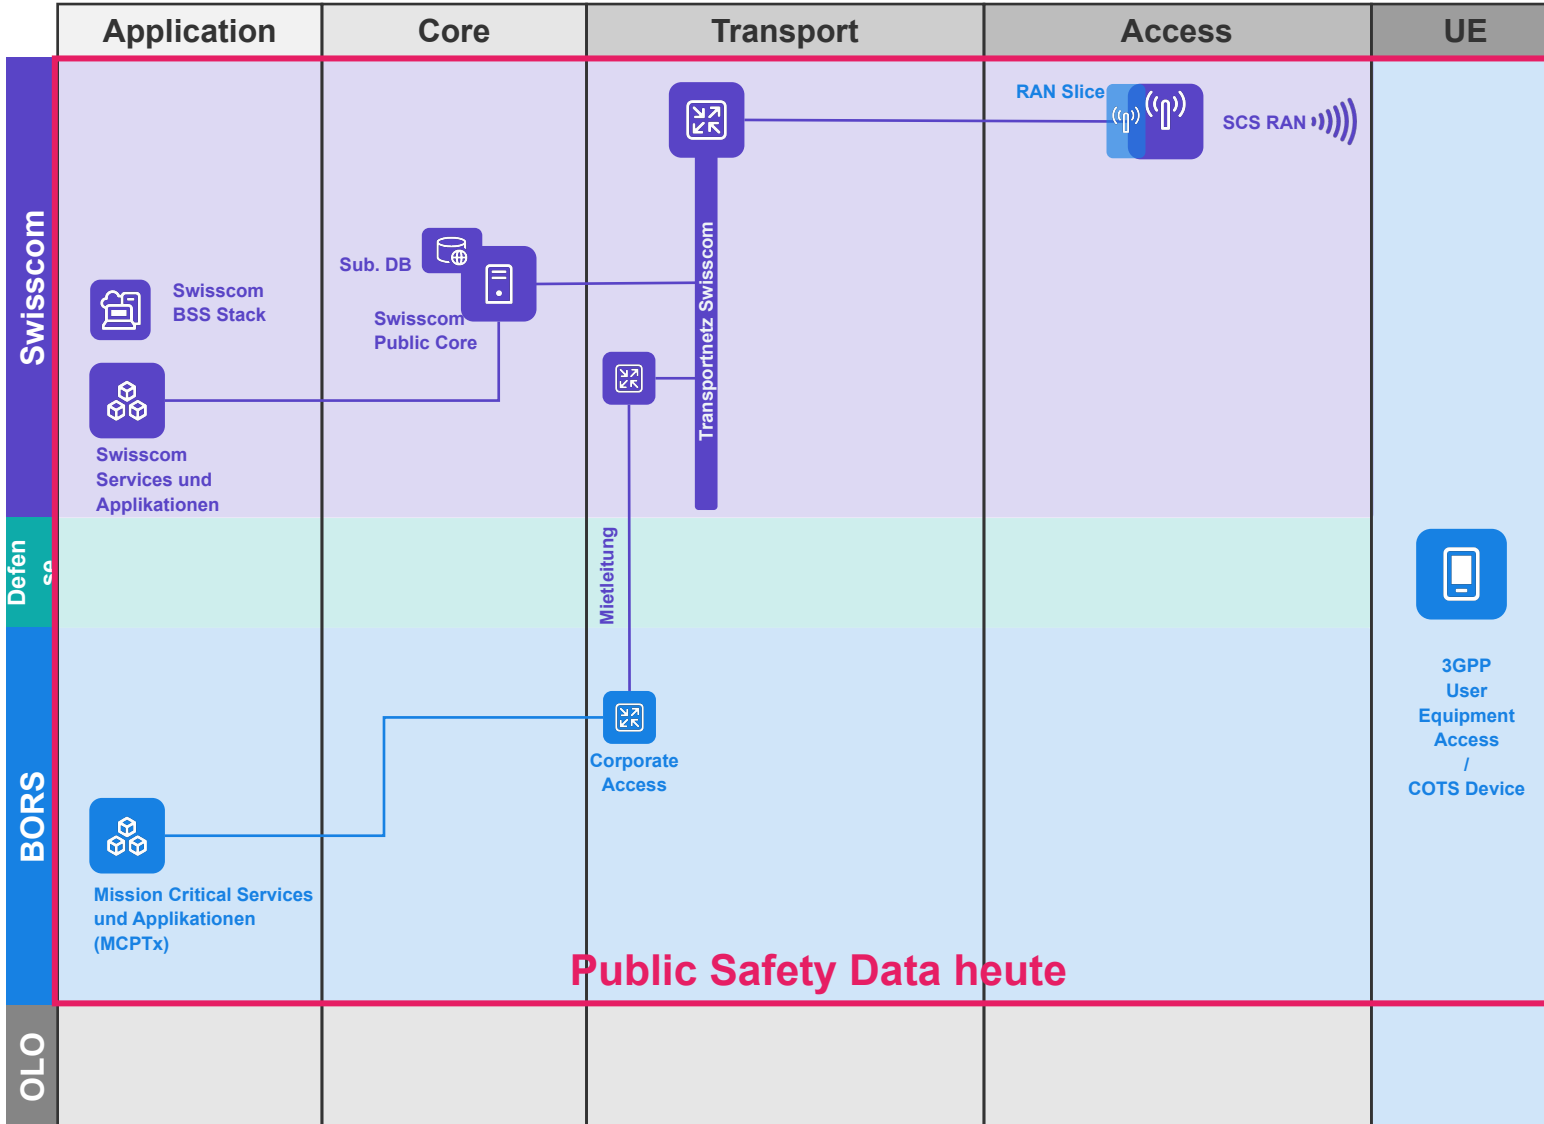 Application
Core
Transport
Access
UE
Swisscom
RAN Slice
SCS RAN
Transportnetz Swisscom
Sub. DB
Swisscom
Public Core
Swisscom
BSS Stack
Swisscom
Services und
Applikationen
Defen
se
Mietleitung
3GPP
User
Equipment
Access
/
COTS Device
BORS
Corporate
Access
Mission Critical Services
und Applikationen
(MCPTx)
Public Safety Data heute
OLO